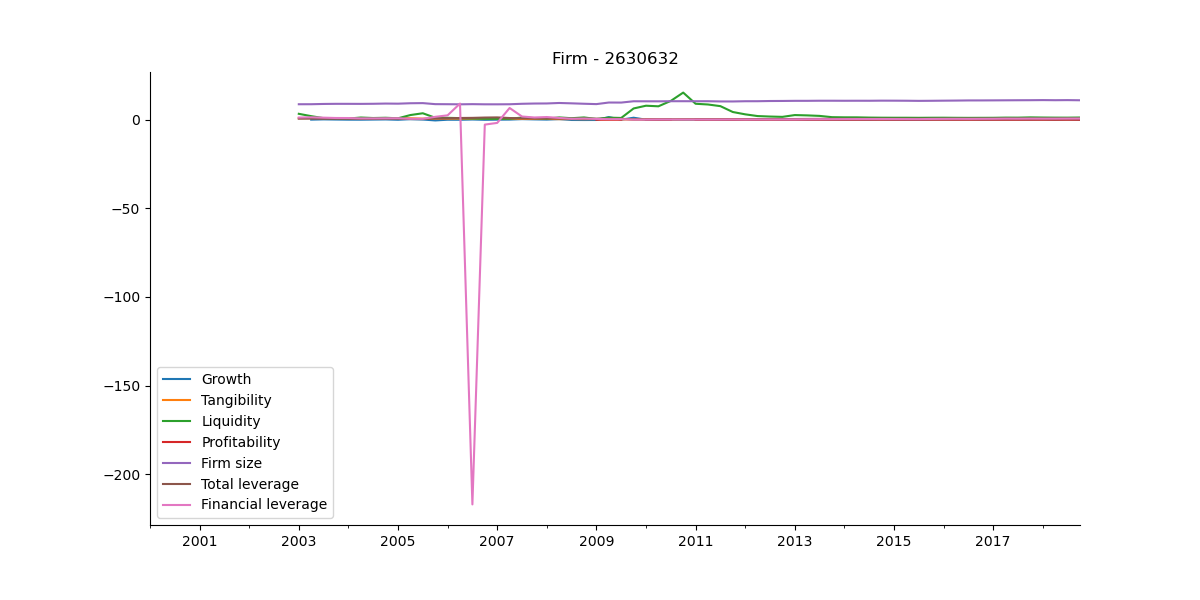 Firm - 2630632
0
−50
−100
−150
−200
Growth
Tangibility
Liquidity
Profitability
Firm size
Total leverage
Financial leverage
2001 2003 2005 2007 2009 2011 2013 2015 2017